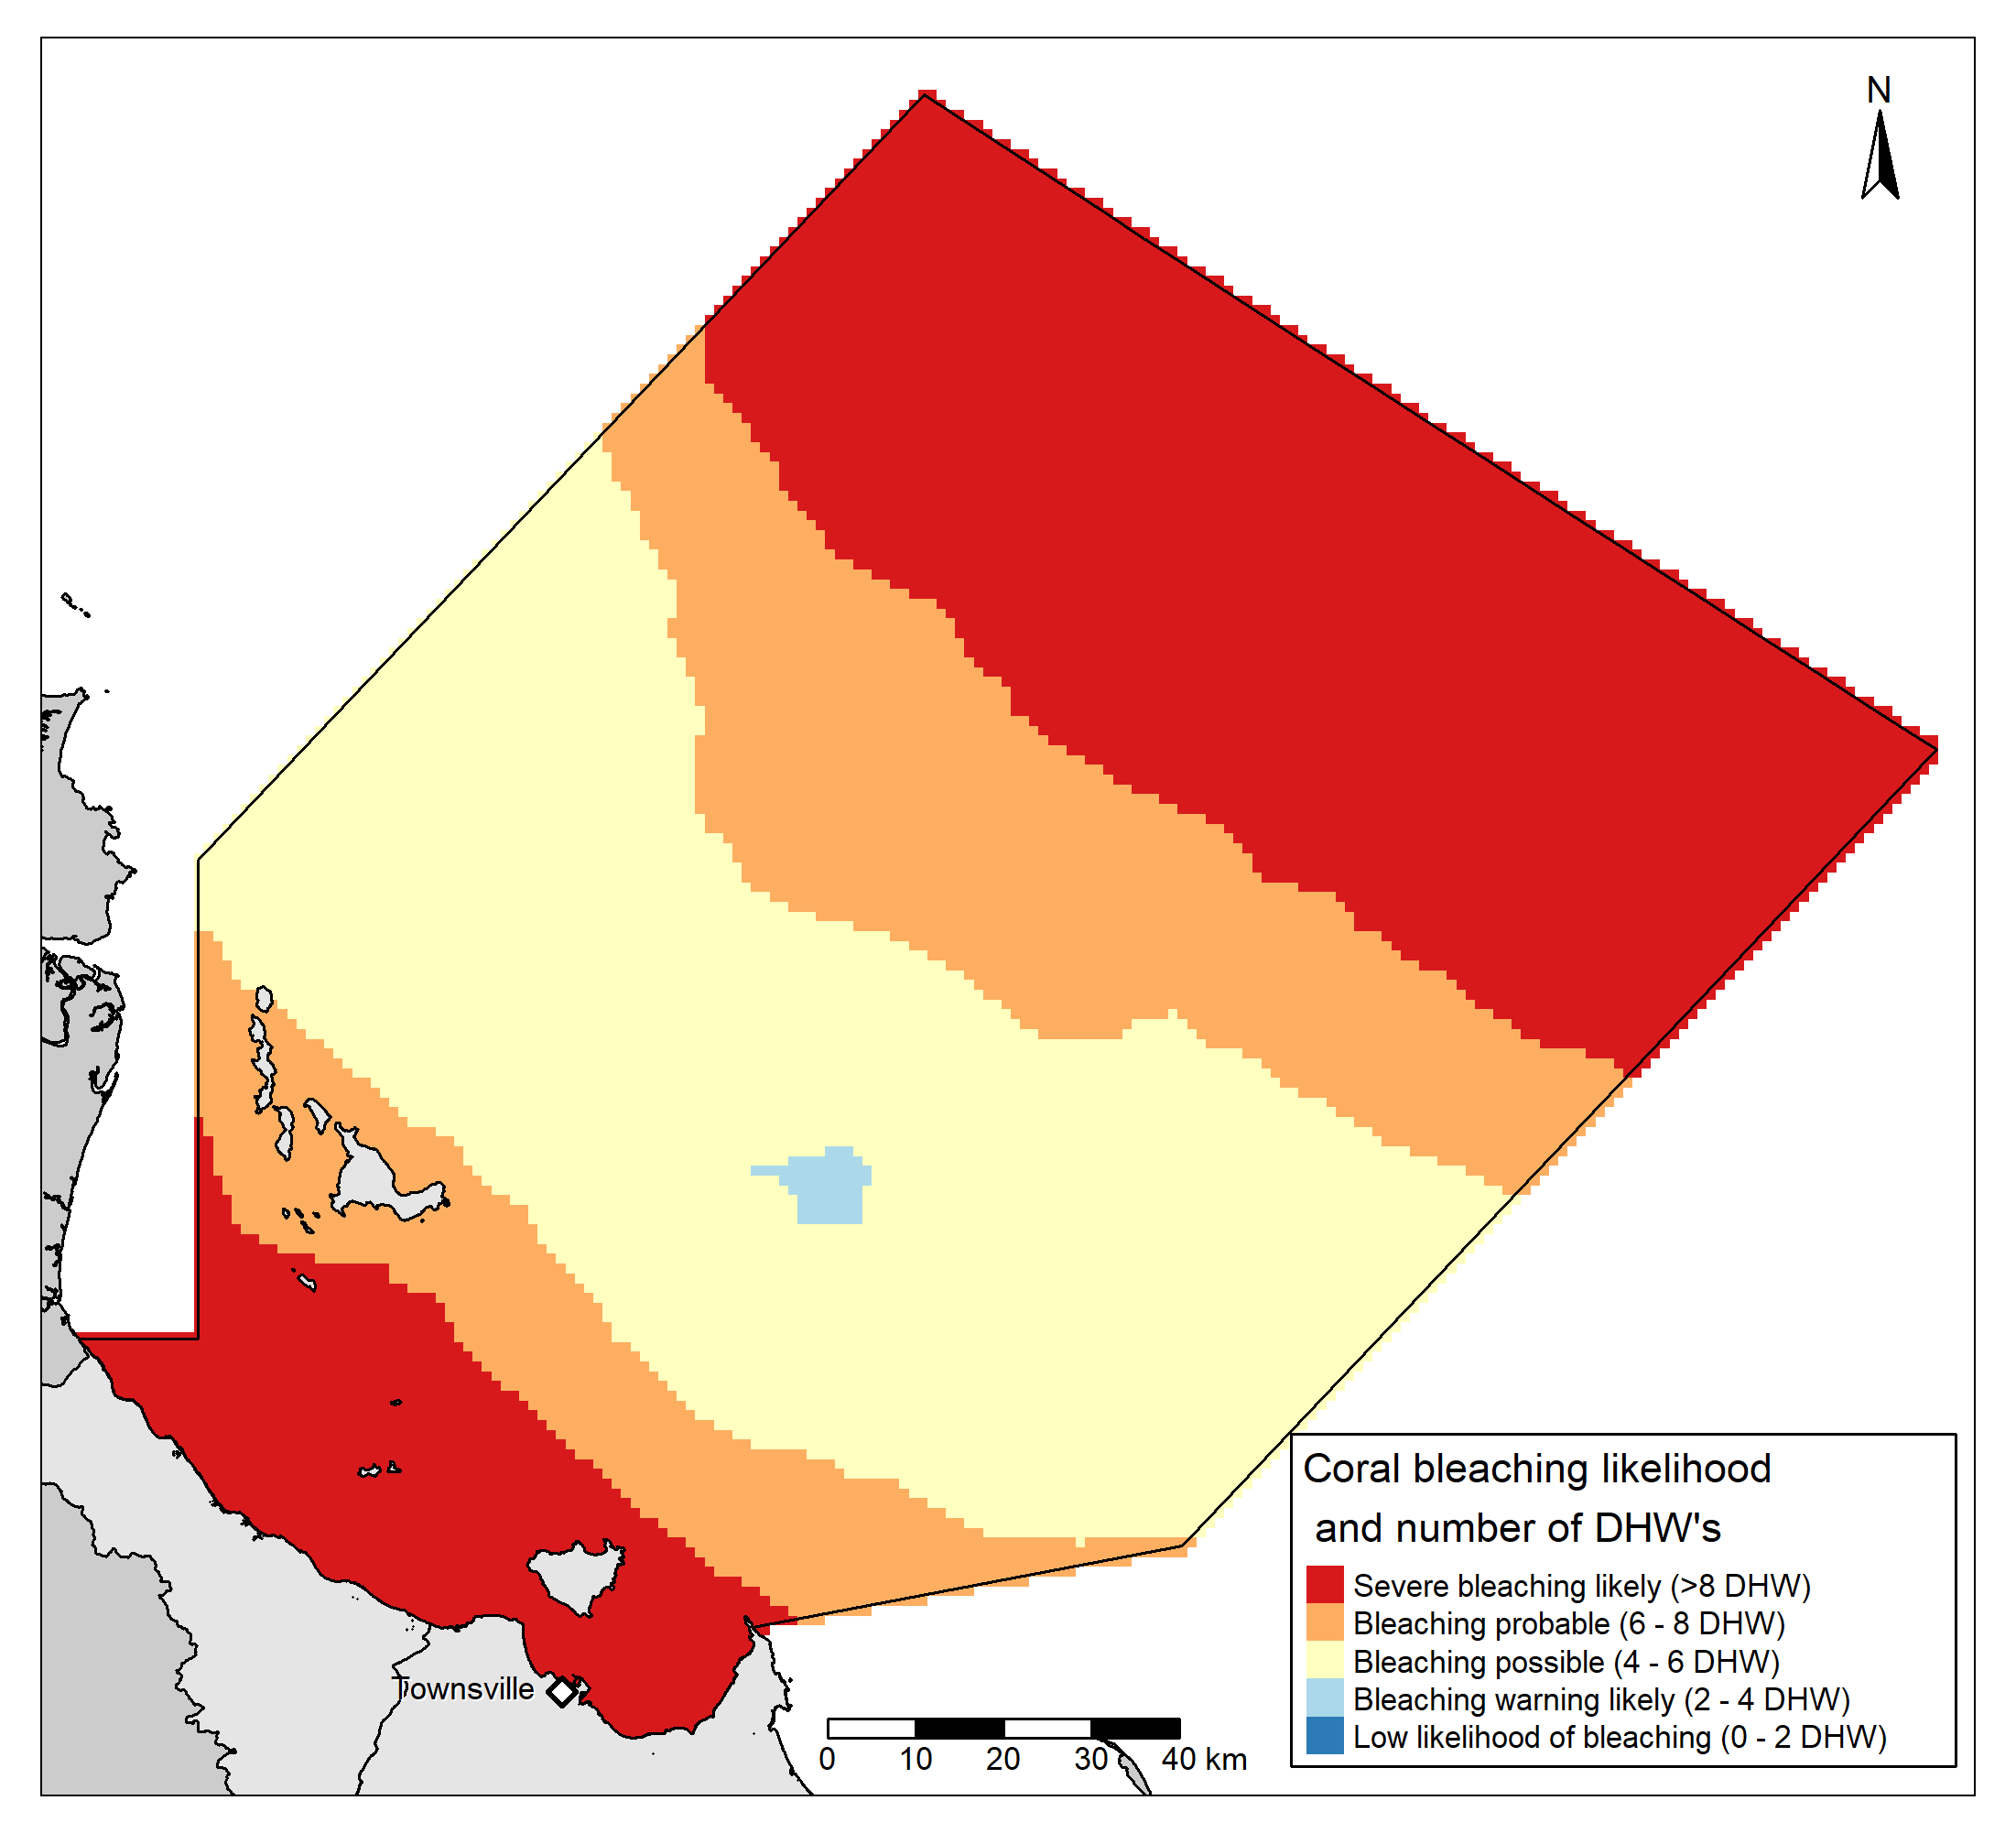 N
Coral bleaching likelihood
and number of DHW's
Severe bleaching likely (>8 DHW)
Bleaching probable (6 - 8 DHW)
Bleaching possible (4 - 6 DHW)
Bleaching warning likely (2 - 4 DHW)
Low likelihood of bleaching (0 - 2 DHW)
Townsville
0 10 20 30 40 km